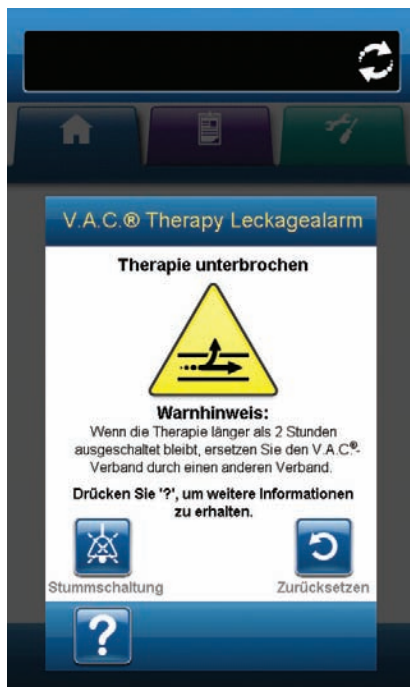 V.A.C.® Therapy Leckagealarm
Therapie unterbrochen
Warnhinweis:
Wenn die Therapie länger als 2 Stunden
ausgeschaltet bleibt, ersetzen Sie den V.A.C.®-
Verband durch einen anderen Verband.
Drücken Sie '?', um weitere Informationen
zu erhalten.
Stummschaltung
Zurücksetzen
?